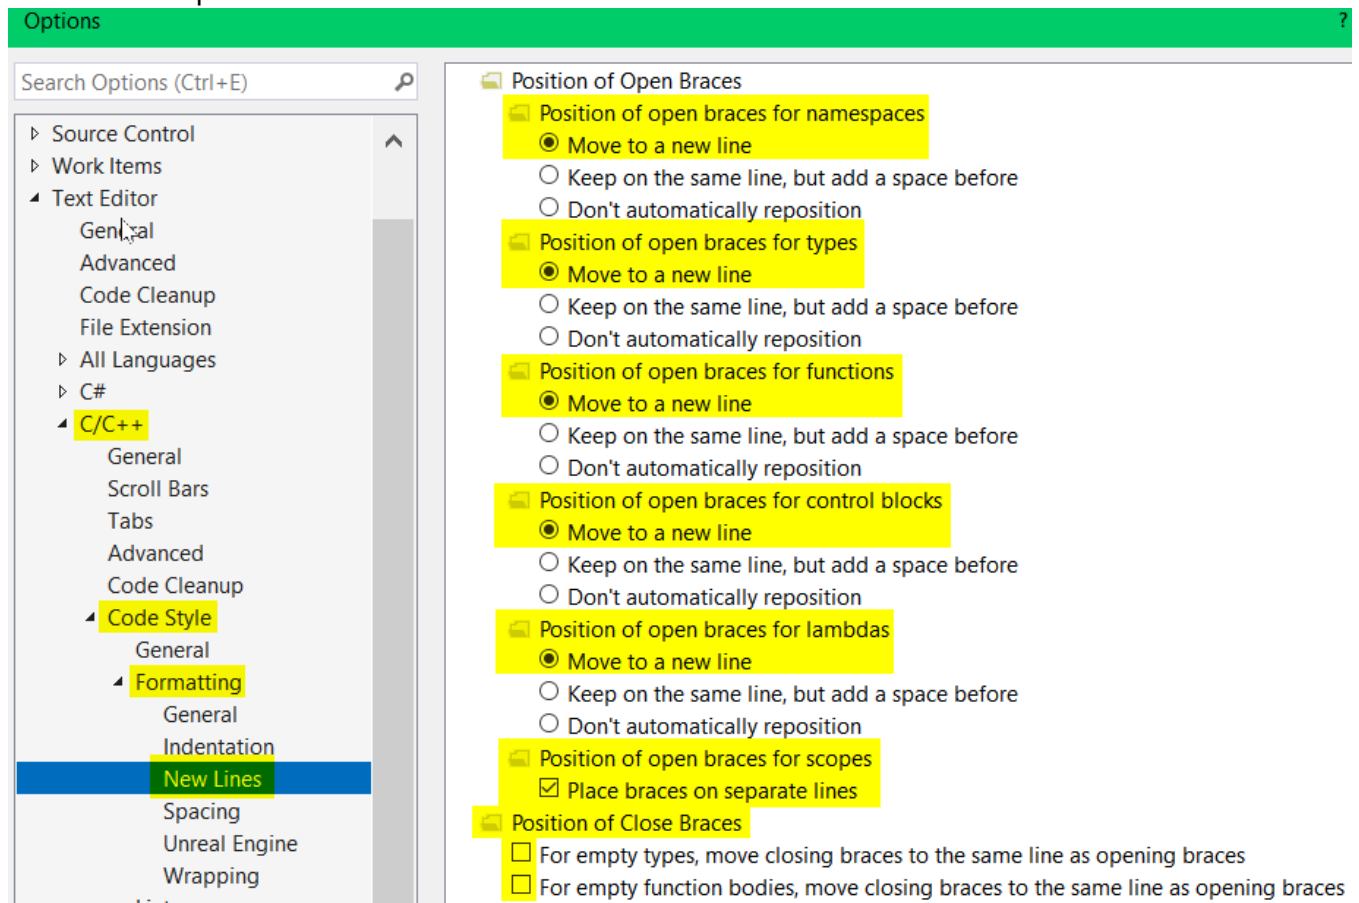 Options
?
Search Options (Ctrl+E)
Source Control
Work Items
Text Editor
General
Advanced
Code Cleanup
File Extension
All Languages
C#
C/C++
General
Scroll Bars
Tabs
Advanced
Code Cleanup
Code Style
General
Formatting
General
Indentation
New Lines
Spacing
Unreal Engine
Wrapping
Position of Open Braces
Position of open braces for namespaces
Move to a new line
Keep on the same line, but add a space before
Don't automatically reposition
Position of open braces for types
Move to a new line
Keep on the same line, but add a space before
Don't automatically reposition
Position of open braces for functions
Move to a new line
Keep on the same line, but add a space before
Don't automatically reposition
Position of open braces for control blocks
Move to a new line
Keep on the same line, but add a space before
Don't automatically reposition
Position of open braces for lambdas
Move to a new line
Keep on the same line, but add a space before
Don't automatically reposition
Position of open braces for scopes
Place braces on separate lines
Position of Close Braces
For empty types, move closing braces to the same line as opening braces
For empty function bodies, move closing braces to the same line as opening braces